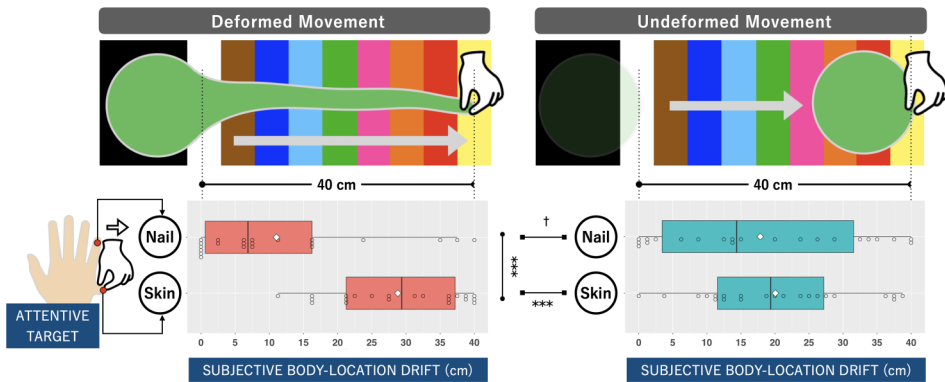 Deformed Movement
Undeformed Movement
40 cm
40 cm
Nail
Skin
ATTENTIVE
TARGET
†
***
***
Nail
Skin
0 5 10 15 20 25 30 35 40
0 5 10 15 20 25 30 35 40
SUBJECTIVE BODY-LOCATION DRIFT (cm)
SUBJECTIVE BODY-LOCATION DRIFT (cm)